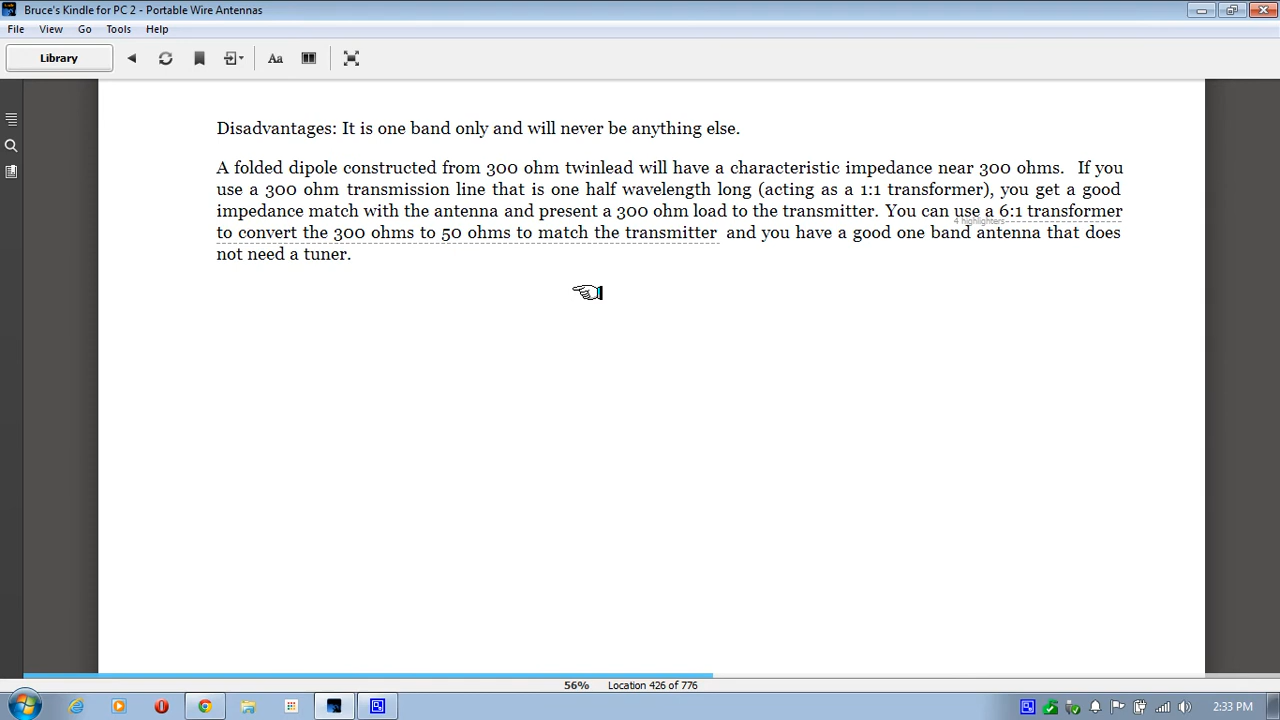 Bruce's Kindle for PC 2 - Portable Wire Antennas
File View Go Tools Help
Library Aa
Disadvantages: It is one band only and will never be anything else.
A folded dipole constructed from 300 ohm twinlead will have a characteristic impedance near 300 ohms. If you
use a 300 ohm transmission line that is one half wavelength long (acting as a 1:1 transformer), you get a good
impedance match with the antenna and present a 300 ohm load to the transmitter. You can use a 6:1 transformer
4 highlighters
to convert the 300 ohms to 50 ohms to match the transmitter and you have a good one band antenna that does
not need a tuner.
56% Location 426 of 776
2:33 PM